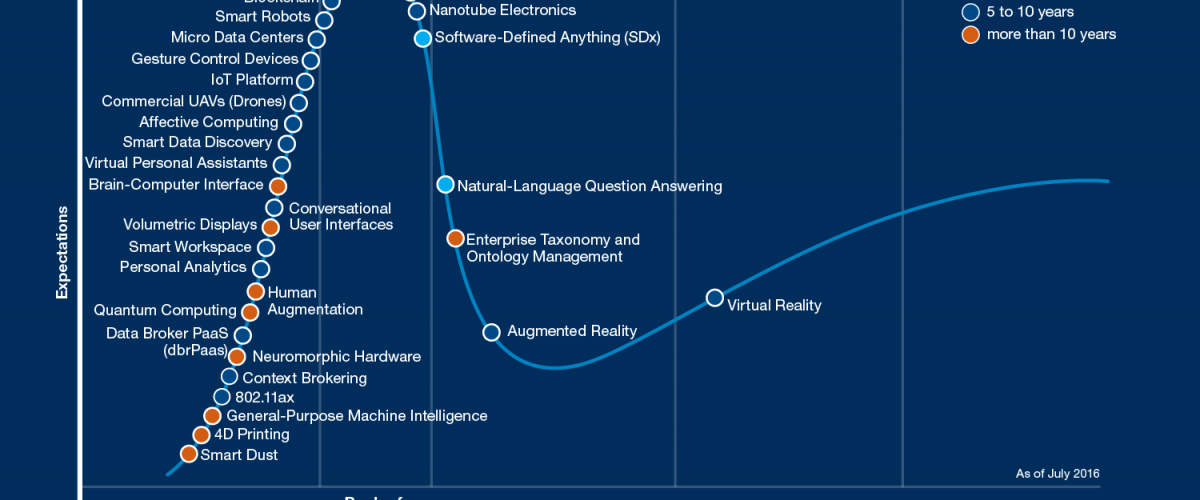 Blockchain
Smart Robots
Micro Data Centers
Gesture Control Devices
IoT Platform
Commercial UAVs (Drones)
Affective Computing
Smart Data Discovery
Virtual Personal Assistants
Brain-Computer Interface
Conversational
User Interfaces
Volumetric Displays
Smart Workspace
Personal Analytics
Human
Augmentation
Quantum Computing
Data Broker PaaS
(dbrPaas)
Neuromorphic Hardware
Context Brokering
802.11ax
General-Purpose Machine Intelligence
4D Printing
Smart Dust
Nanotube Electronics
Software-Defined Anything (SDx)
Natural-Language Question Answering
Enterprise Taxonomy and
Ontology Management
Augmented Reality
Virtual Reality
5 to 10 years
more than 10 years
Expectations
As of July 2016